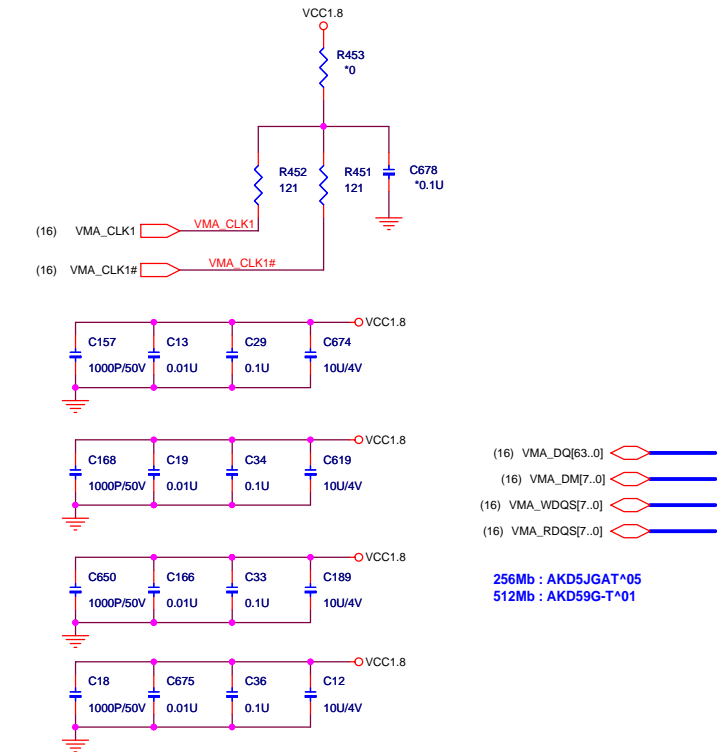 VCC1.8
R453
*0
R452
121
R451
121
C678
*0.1U
(16) VMA_CLK1
VMA_CLK1
(16) VMA_CLK1#
VMA_CLK1#
VCC1.8
C157
1000P/50V
C13
0.01U
C29
0.1U
C674
10U/4V
VCC1.8
C168
1000P/50V
C19
0.01U
C34
0.1U
C619
10U/4V
VCC1.8
C650
1000P/50V
C166
0.01U
C33
0.1U
C189
10U/4V
VCC1.8
C18
1000P/50V
C675
0.01U
C36
0.1U
C12
10U/4V
(16) VMA_DQ[63..0]
(16) VMA_DM[7..0]
(16) VMA_WDQS[7..0]
(16) VMA_RDQS[7..0]
256Mb : AKD5JGAT^05
512Mb : AKD59G-T^01